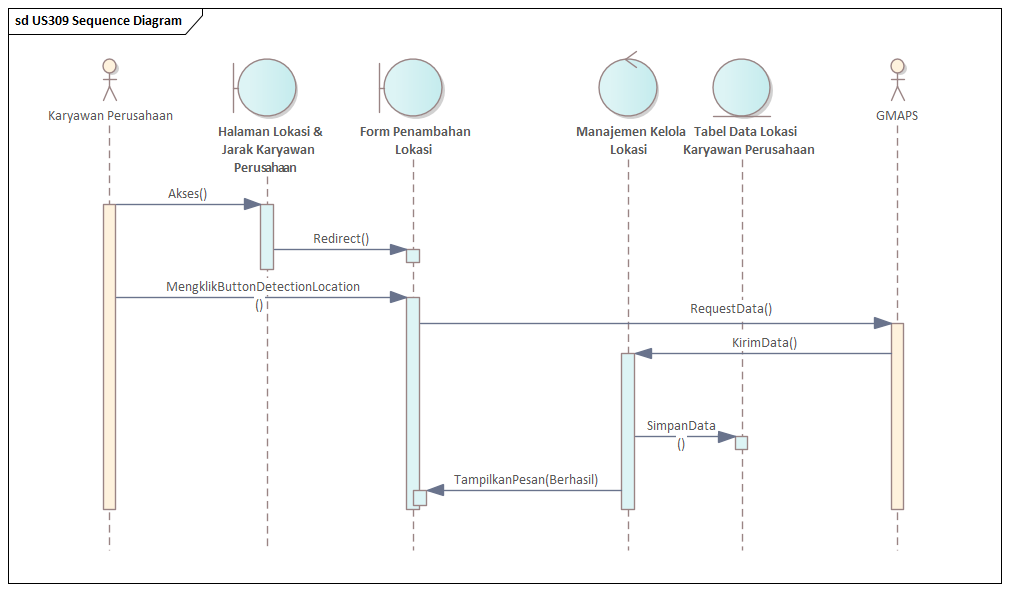 sd US309 Sequence Diagram
Karyawan Perusahaan
Halaman Lokasi &
Jarak Karyawan
Perusahaan
Form Penambahan
Lokasi
Manajemen Kelola
Lokasi
Tabel Data Lokasi
Karyawan Perusahaan
GMAPS
Akses()
Redirect()
MengklikButtonDetectionLocation
()
RequestData()
KirimData()
SimpanData
()
TampilkanPesan(Berhasil)